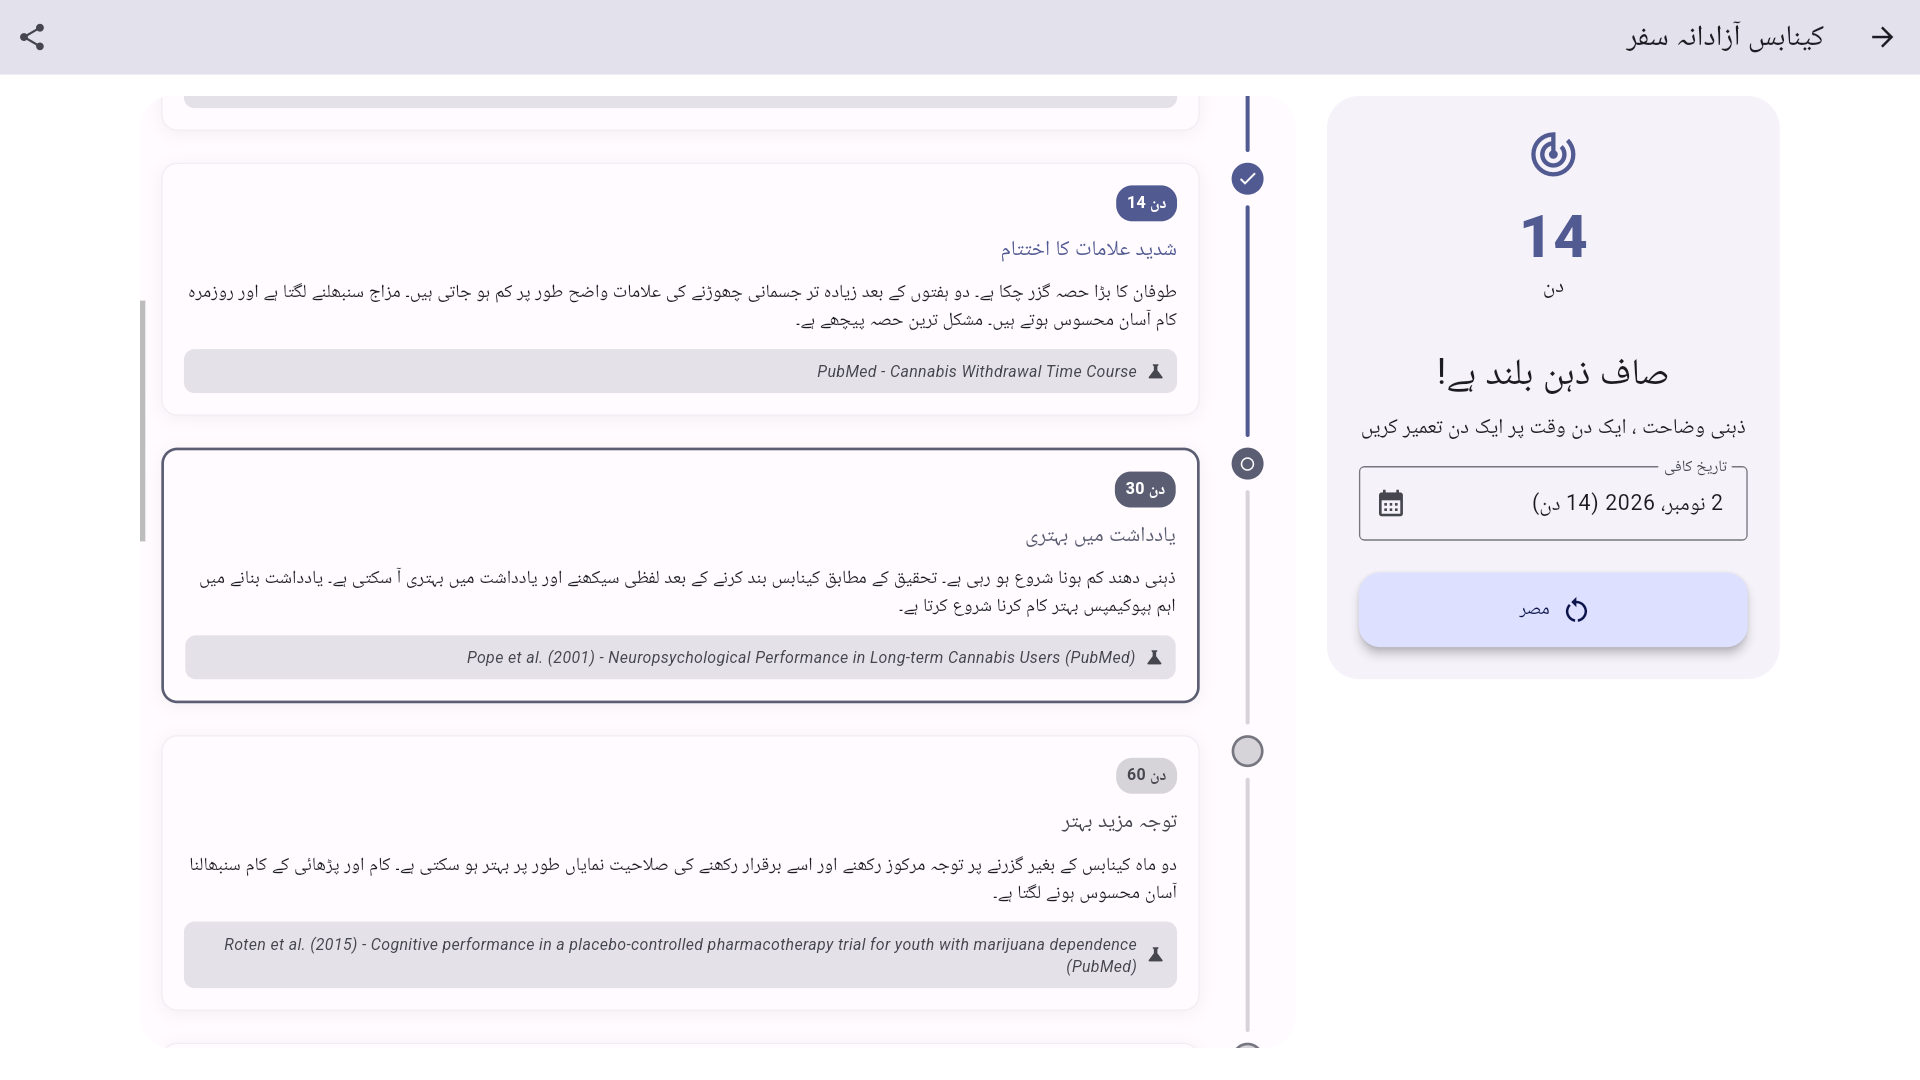 کینابس آزادانہ سفر
14
دن
صاف ذہن بلند ہے!
ذہنی وضاحت ، ایک دن وقت پر ایک دن تعمیر کریں
تاریخ کافی
2 نومبر، 2026 (14 دن)
مصر
دن 14
شدید علامات کا اختتام
طوفان کا بڑا حصہ گزر چکا ہے۔ دو ہفتوں کے بعد زیادہ تر جسمانی چھوڑنے کی علامات واضح طور پر کم ہو جاتی ہیں۔ مزاج سنبھلنے لگتا ہے اور روزمرہ
کام آسان محسوس ہوتے ہیں۔ مشکل ترین حصہ پیچھے ہے۔
PubMed - Cannabis Withdrawal Time Course
دن 30
یادداشت میں بہتری
ذہنی دھند کم ہونا شروع ہو رہی ہے۔ تحقیق کے مطابق کینابس بند کرنے کے بعد لفظی سیکھنے اور یادداشت میں بہتری آ سکتی ہے۔ یادداشت بنانے میں
اہم ہپوکیمپس بہتر کام کرنا شروع کرتا ہے۔
Pope et al. (2001) - Neuropsychological Performance in Long-term Cannabis Users (PubMed)
دن 60
توجہ مزید بہتر
دو ماہ کینابس کے بغیر گزرنے پر توجہ مرکوز رکھنے اور اسے برقرار رکھنے کی صلاحیت نمایاں طور پر بہتر ہو سکتی ہے۔ کام اور پڑھائی کے کام سنبھالنا
آسان محسوس ہونے لگتا ہے۔
Roten et al. (2015) - Cognitive performance in a placebo-controlled pharmacotherapy trial for youth with marijuana dependence
(PubMed)